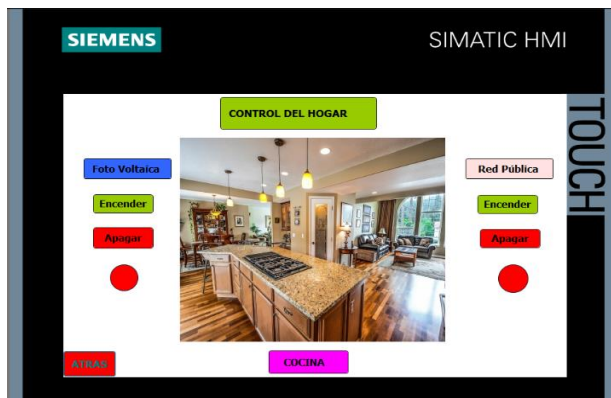 SIEMENS
SIMATIC HMI
TOUCH
CONTROL DEL HOGAR
Foto Voltaica
Red Pública
Encender
Encender
Apagar
Apagar
ATRAS
COCINA